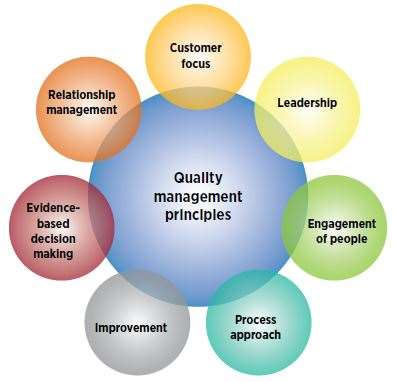 Customer
focus
Leadership
Engagement
of people
Process
approach
Improvement
Evidence-
based
decision
making
Relationship
management
Quality
management
principles